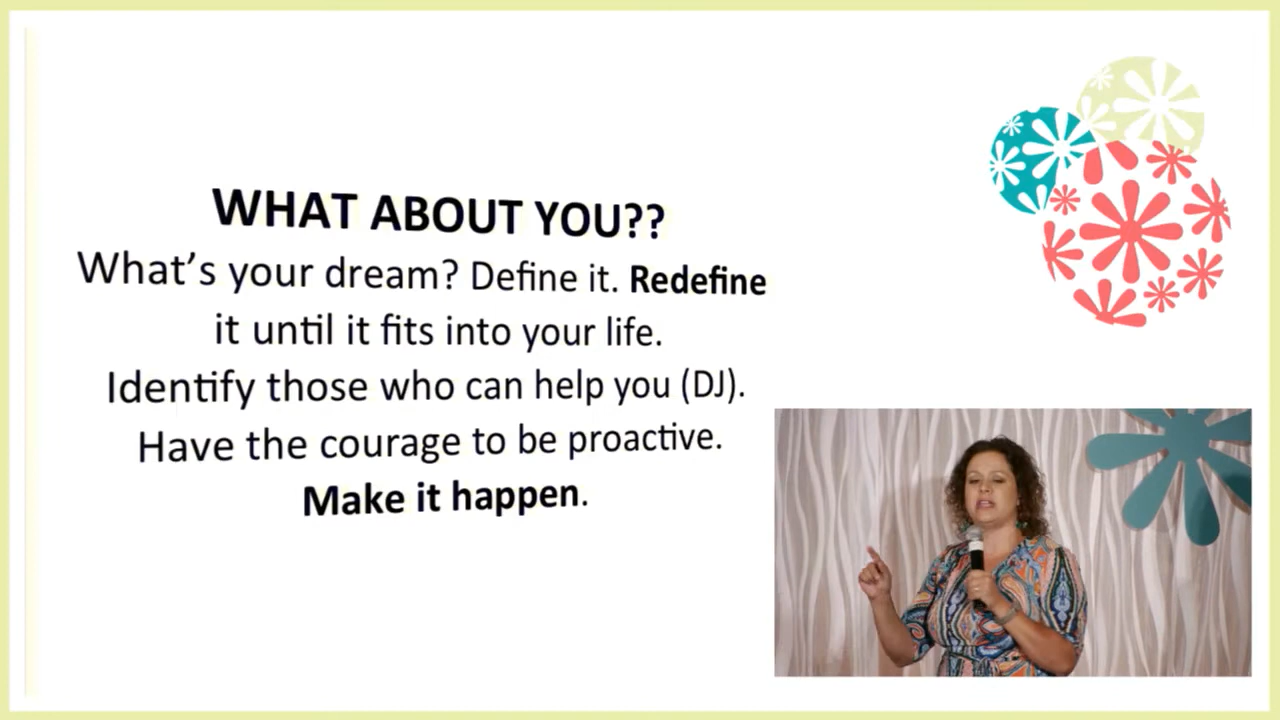 WHAT ABOUT YOU??
What's your dream? Define it. Redefine
it until it fits into your life.
Identify those who can help you (DJ).
Have the courage to be proactive.
Make it happen.